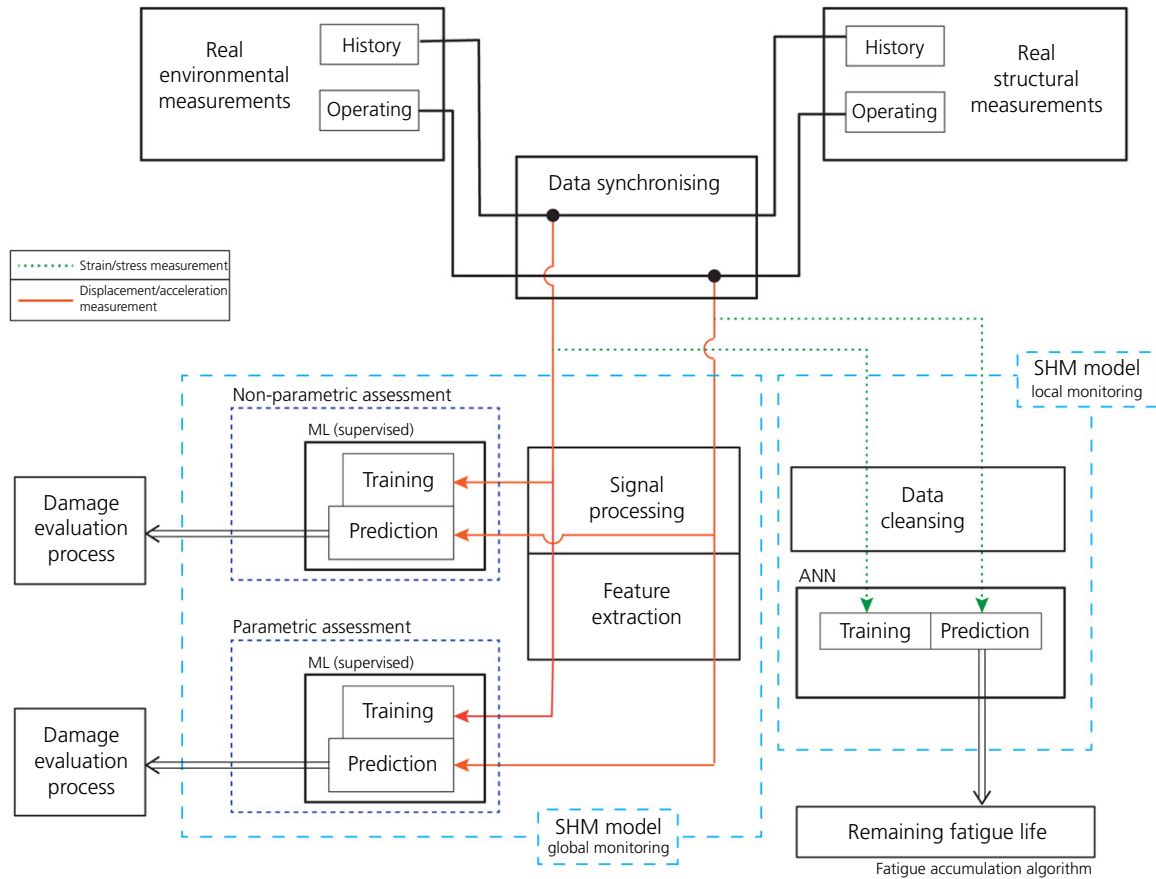 Real
environmental
measurements
History
Operating
History
Operating
Real
structural
measurements
Data synchronising
Strain/stress measurement
Displacement/acceleration
measurement
SHM model
local monitoring
Non-parametric assessment
ML (supervised)
Training
Prediction
Damage
evaluation
process
Signal
processing
Feature
extraction
Data
cleansing
ANN
Training
Prediction
Parametric assessment
ML (supervised)
Training
Prediction
Damage
evaluation
process
SHM model
global monitoring
Remaining fatigue life
Fatigue accumulation algorithm